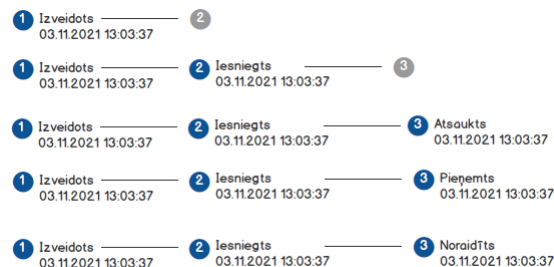 1 Izveidots 2
03.11.2021 13:03:37
1 Izveidots 2 Iesniegts 3
03.11.2021 13:03:37 03.11.2021 13:03:37
1 Izveidots 2 Iesniegts 3 Atsaukts
03.11.2021 13:03:37 03.11.2021 13:03:37 03.11.2021 13:03:37
1 Izveidots 2 Iesniegts 3 Pieņemts
03.11.2021 13:03:37 03.11.2021 13:03:37 03.11.2021 13:03:37
1 Izveidots 2 Iesniegts 3 Noraidīts
03.11.2021 13:03:37 03.11.2021 13:03:37 03.11.2021 13:03:37